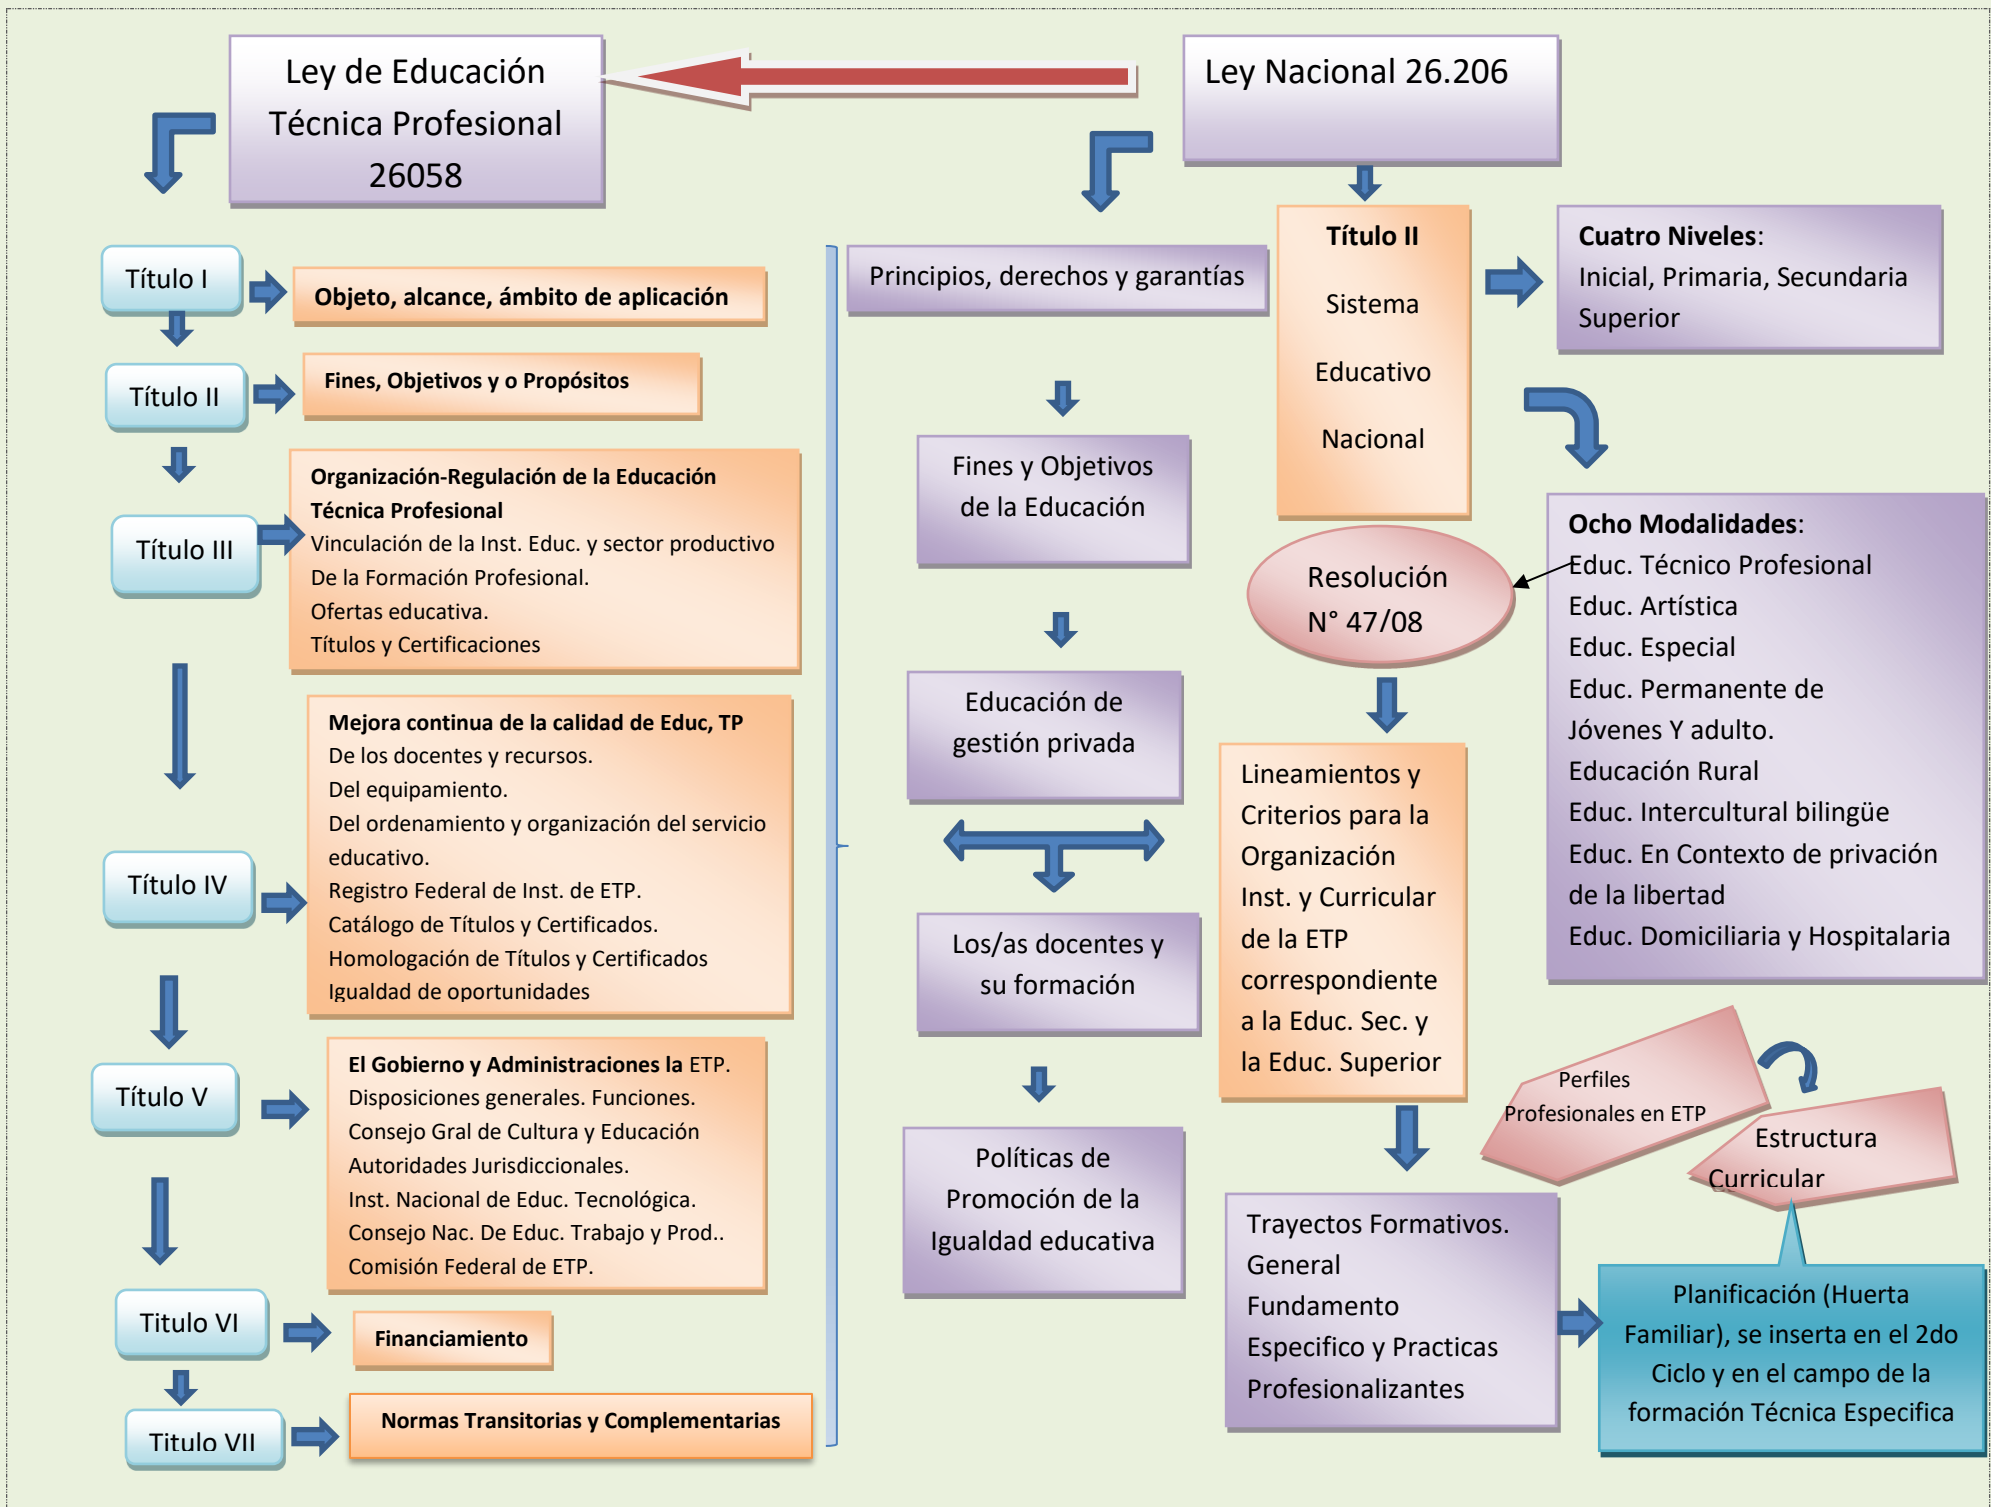 Ley de Educación
Técnica Profesional
26058
Ley Nacional 26.206
Título I
Objeto, alcance, ámbito de aplicación
Título II
Fines, Objetivos y o Propósitos
Título III
Organización-Regulación de la Educación
Técnica Profesional
Vinculación de la Inst. Educ. y sector productivo
De la Formación Profesional.
Ofertas educativa.
Títulos y Certificaciones
Título IV
Mejora continua de la calidad de Educ, TP
De los docentes y recursos.
Del equipamiento.
Del ordenamiento y organización del servicio
educativo.
Registro Federal de Inst. de ETP.
Catálogo de Títulos y Certificados.
Homologación de Títulos y Certificados
Igualdad de oportunidades
Título V
El Gobierno y Administraciones la ETP.
Disposiciones generales. Funciones.
Consejo Gral de Cultura y Educación
Autoridades Jurisdiccionales.
Inst. Nacional de Educ. Tecnológica.
Consejo Nac. De Educ. Trabajo y Prod..
Comisión Federal de ETP.
Titulo VI
Financiamiento
Titulo VII
Normas Transitorias y Complementarias
Principios, derechos y garantías
Fines y Objetivos
de la Educación
Educación de
gestión privada
Los/as docentes y
su formación
Políticas de
Promoción de la
Igualdad educativa
Título II
Sistema
Educativo
Nacional
Cuatro Niveles:
Inicial, Primaria, Secundaria
Superior
Ocho Modalidades:
Educ. Técnico Profesional
Educ. Artística
Educ. Especial
Educ. Permanente de
Jóvenes Y adulto.
Educación Rural
Educ. Intercultural bilingüe
Educ. En Contexto de privación
de la libertad
Educ. Domiciliaria y Hospitalaria
Resolución
N° 47/08
Lineamientos y
Criterios para la
Organización
Inst. y Curricular
de la ETP
correspondiente
a la Educ. Sec. y
la Educ. Superior
Perfiles
Profesionales en ETP
Estructura
Curricular
Trayectos Formativos.
General
Fundamento
Especifico y Practicas
Profesionalizantes
Planificación (Huerta
Familiar), se inserta en el 2do
Ciclo y en el campo de la
formación Técnica Especifica